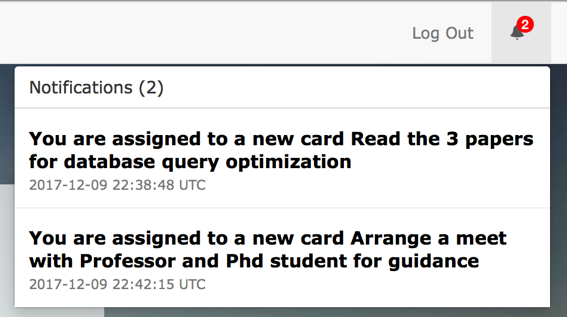 Log Out
2
Notifications (2)
You are assigned to a new card Read the 3 papers
for database query optimization
2017-12-09 22:38:48 UTC
You are assigned to a new card Arrange a meet
with Professor and Phd student for guidance
2017-12-09 22:42:15 UTC